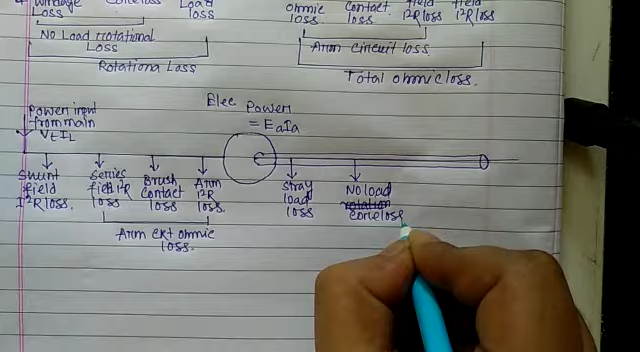 Windage Coreloss Load
Loss loss
No Load rotational
Loss
Rotational Loss
ohmic Contact field field
loss. loss I²R loss I²R loss
Arm circuit loss.
Total ohmic loss.
Power input
from main
VtIL
Elec Power
= EaIa
Shunt
field
I²R loss.
Series
field I²R
loss
Brush
Contact
loss
Arm
I²R
loss.
Arm ckt ohmic
loss.
Stray
load
loss
No load
rotation
coreloss